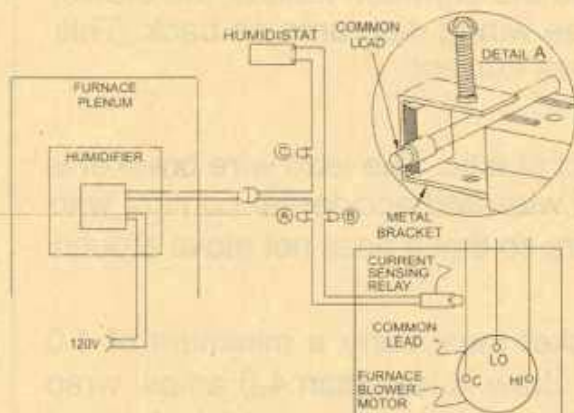 HUMIDISTAT
COMMON
LEAD
DETAIL A
FURNACE
PLENUM
HUMIDIFIER
C
A
B
METAL
BRACKET
CURRENT
SENSING
RELAY
120V
COMMON
LEAD
LO
C
HI
FURNACE
BLOWER
MOTOR